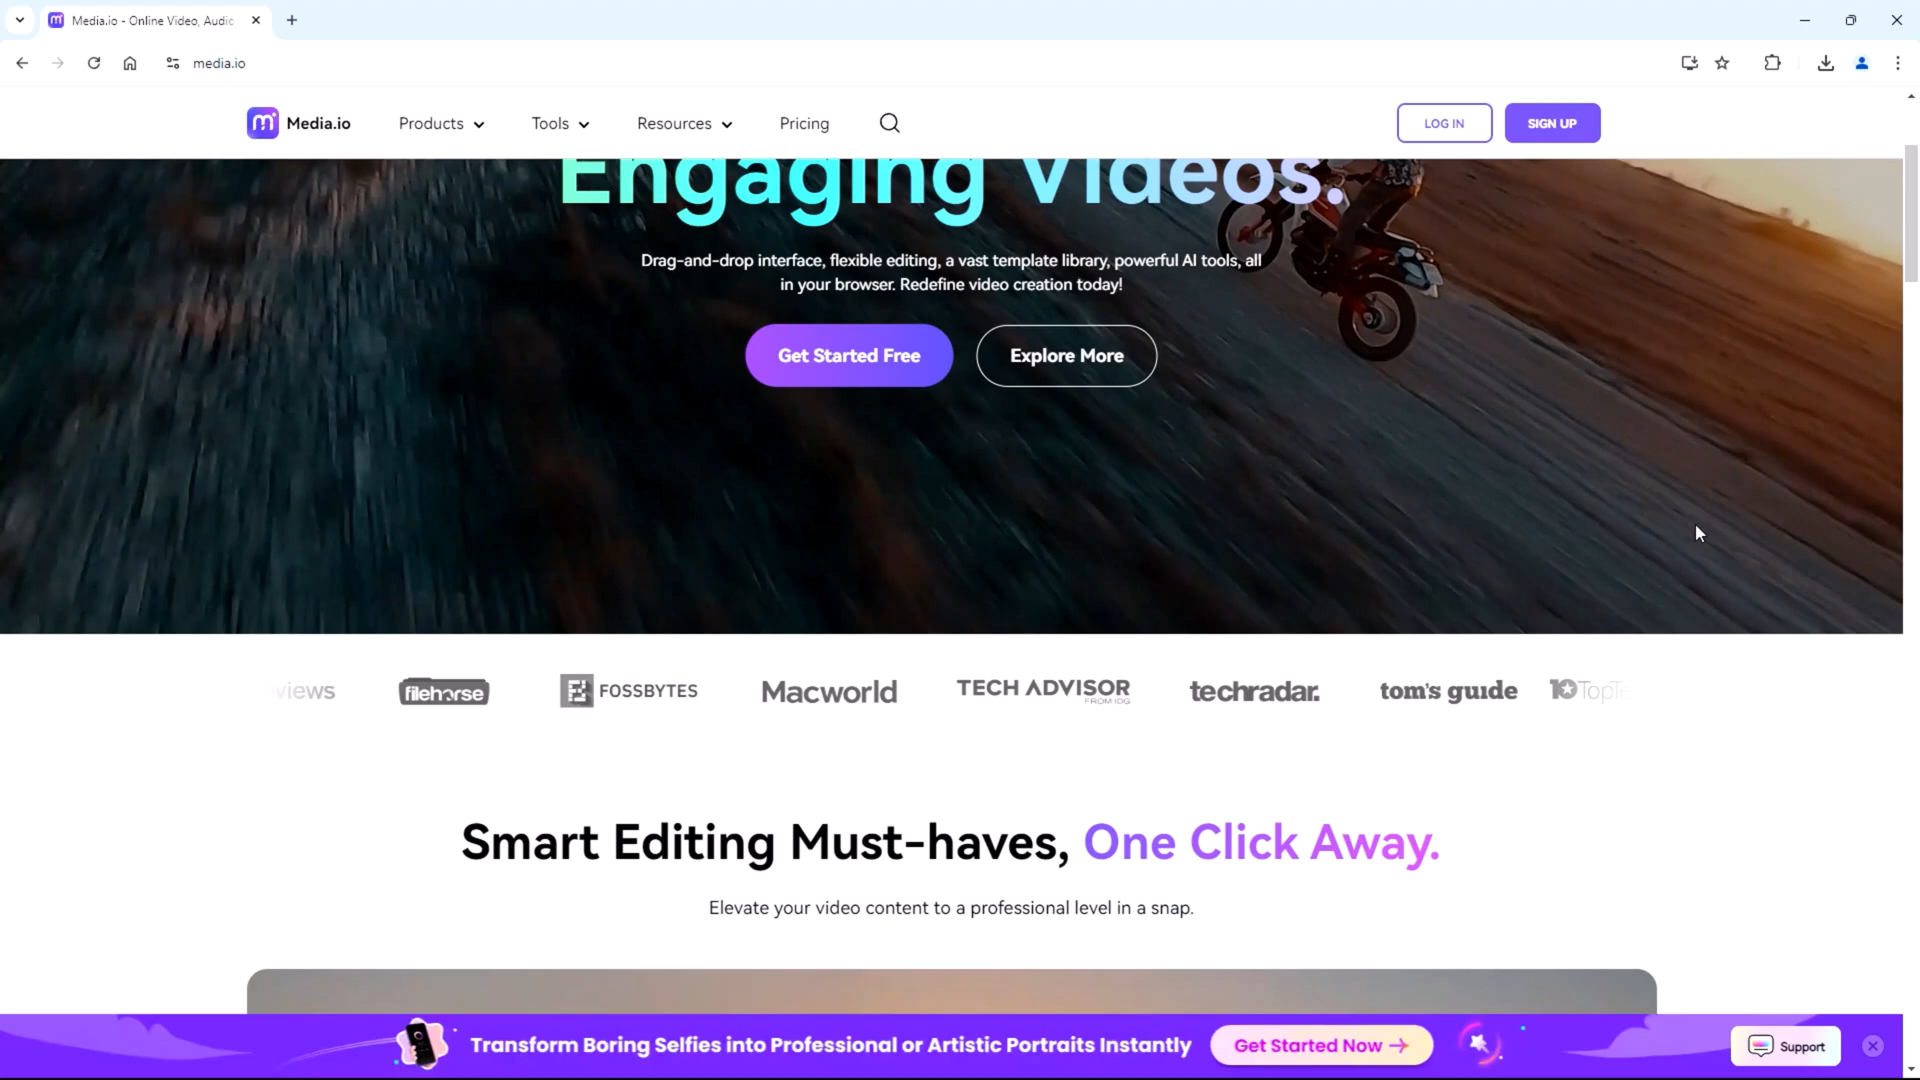 Media.io - Online Video, Audio
media.io
Media.io
Products
Tools
Resources
Pricing
LOG IN
SIGN UP
Engaging Videos.
Drag-and-drop interface, flexible editing, a vast template library, powerful AI tools, all
in your browser. Redefine video creation today!
Get Started Free
Explore More
views
filehorse
FOSSBYTES
Macworld
TECH ADVISOR
FROM IDG
techradar.
tom's guide
10
Smart Editing Must-haves, One Click Away.
Elevate your video content to a professional level in a snap.
Transform Boring Selfies into Professional or Artistic Portraits Instantly
Get Started Now
Support